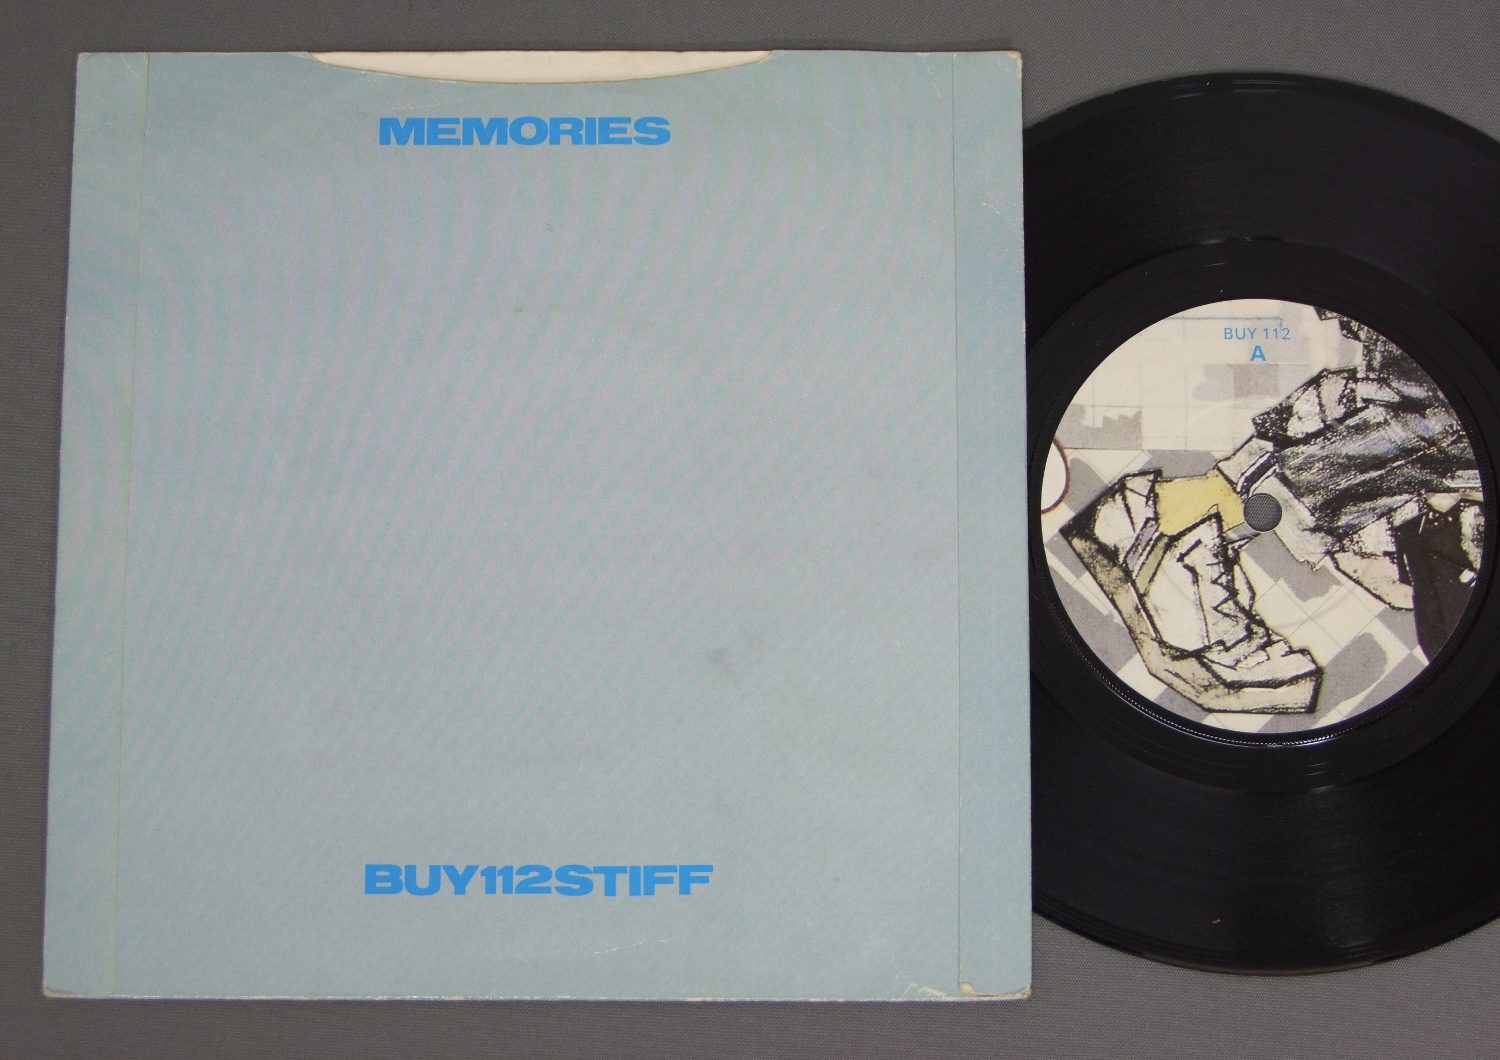 MEMORIES
BUY112STIFF
BUY 112
A